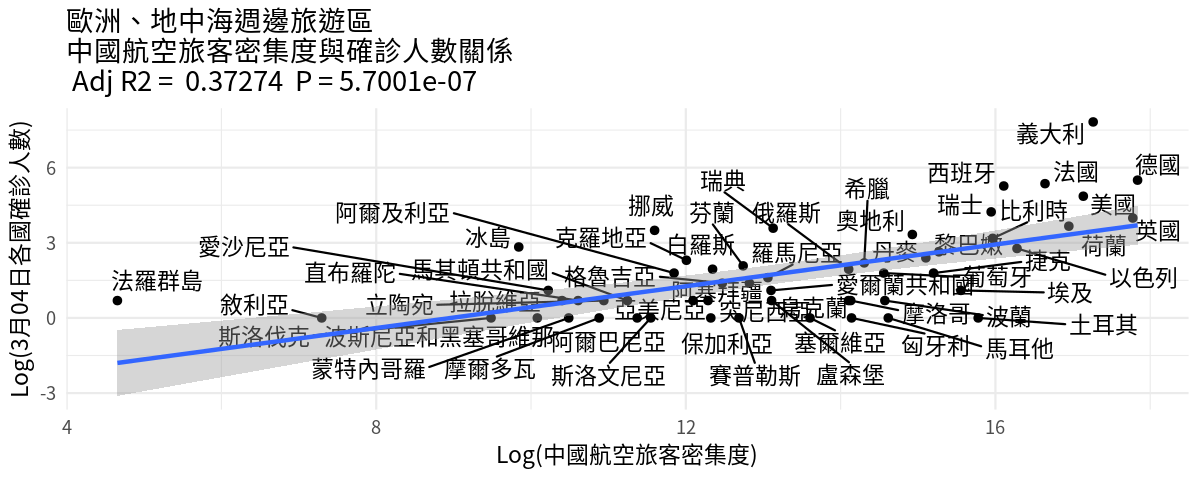 歐洲、地中海週邊旅遊區
中國航空旅客密集度與確診人數關係
Adj R2 = 0.37274 P = 5.7001e-07
Log(3月04日各國確診人數)
6
3
0
-3
義大利
德國
法國
西班牙
美國
瑞士
比利時
英國
荷蘭
希臘
奧地利
瑞典
俄羅斯
芬蘭
挪威
阿爾及利亞
冰島
克羅地亞
白羅斯
羅馬尼亞
丹麥
黎巴嫩
捷克
以色列
愛沙尼亞
直布羅陀
馬其頓共和國
格魯吉亞
葡萄牙
埃及
法羅群島
愛爾蘭共和國
敘利亞
立陶宛
拉脫維亞
亞美尼亞
突尼西亞
烏克蘭
摩洛哥
波蘭
土耳其
斯洛伐克
波斯尼亞和黑塞哥維那
阿爾巴尼亞
保加利亞
塞爾維亞
匈牙利
馬耳他
蒙特內哥羅
摩爾多瓦
斯洛文尼亞
賽普勒斯
盧森堡
4
8
12
16
Log(中國航空旅客密集度)